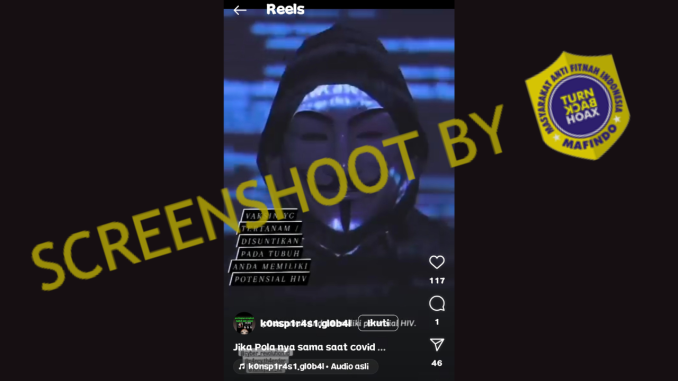 Reels
MASYARAKAT ANTI FITNAH INDONESIA
TURN
BACK
HOAX
MAFINDO
SCREENSHOOT BY
VAKSIN YG
TERTANAM /
DISUNTIKAN
PADA TUBUH
ANDA MEMILIKI
POTENSIAL HIV
117
1
k0nsp1r4s1,gl0b4l
Ikuti
HIV.
Jika Pola nya sama saat covid ...
k0nsp1r4s1,gl0b4l • Audio asli
46